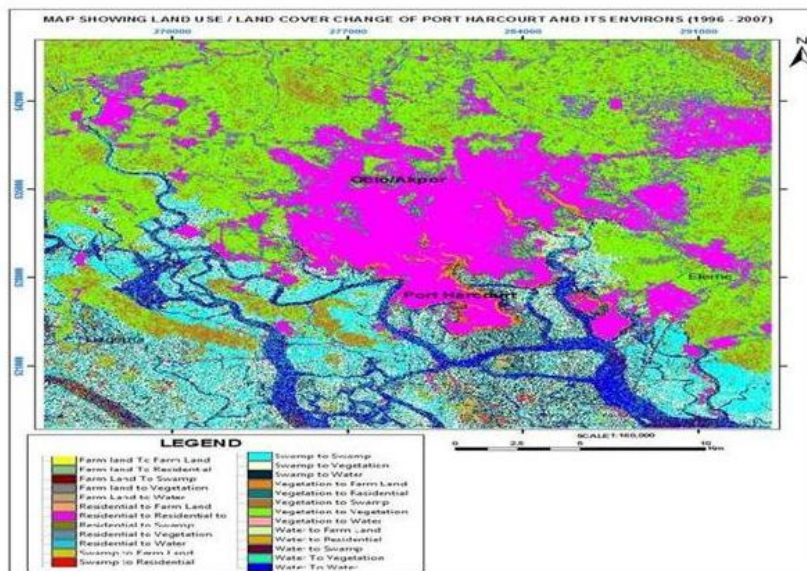 MAP SHOWING LAND USE / LAND COVER CHANGE OF PORT HARCOURT AND ITS ENVIRONS (1996 - 2007)
270000 277000 284000 291000
Z
Obio/Akpor
Port Harcourt
Eleme
LEGEND
Farm land To Farm Land
Farm land To Residential
Farm Land To Swamp
Farm land to Vegetation
Farm Land to Water
Residential to Farm Land
Residential to Residential to
Residential to Swamp
Residential to Vegetation
Residential to Water
Swamp to Farm Land
Swamp to Residential
Swamp to Swamp
Swamp to Vegetation
Swamp to Water
Vegetation to Farm Land
Vegetation to Rasidential
Vegetation to Swamp
Vegetation to Vegetation
Vegetation to Water
Water to Farm Land
Water to Residential
Water to Swamp
Water To Vegetation
Water To Water
SCALE 1:160,000
0 2.5 5 10
Km